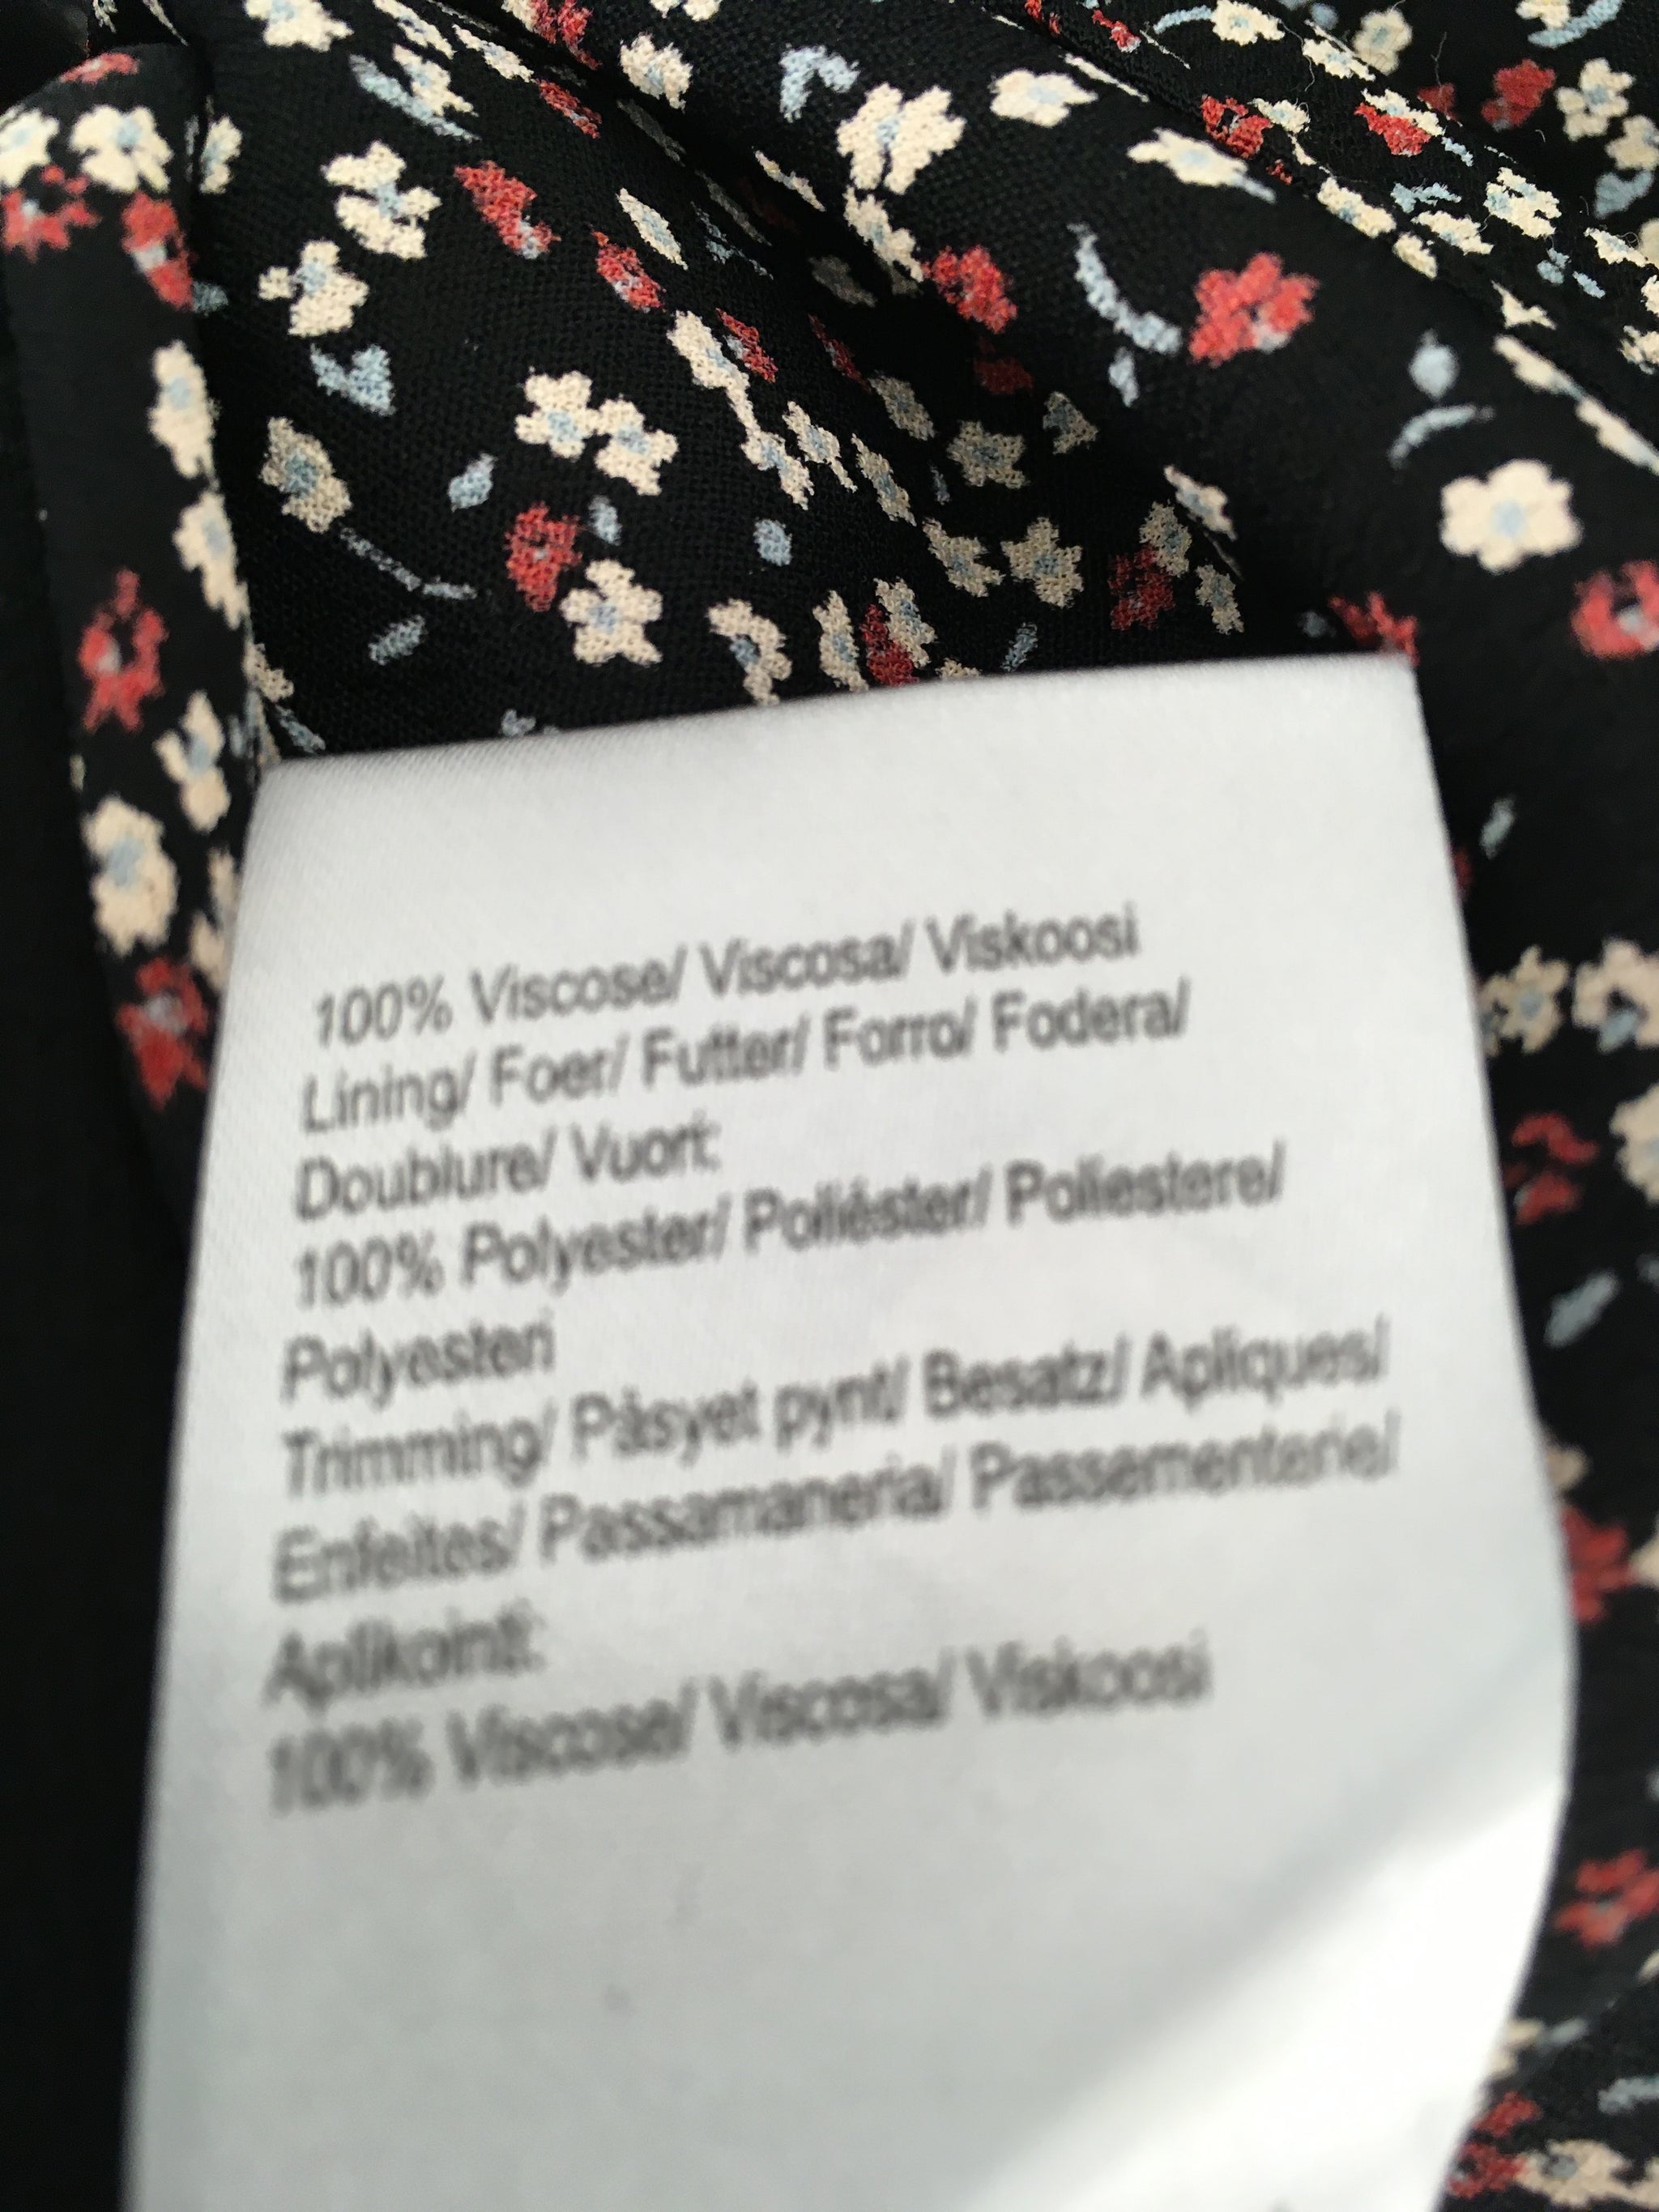 100% Viscose/ Viscosa/ Viskoosi
Lining/ Foer/ Futter/ Forro/ Fodera/
Doublure/ Vuori:
100% Polyester/ Poliéster/ Poliestere/
Polyesteri
Trimming/ Påsyet pynt/ Besatz/ Apliques/
Enfeites/ Passamaneria/ Passementerie/
Aplikointi:
100% Viscose/ Viscosa/ Viskoosi